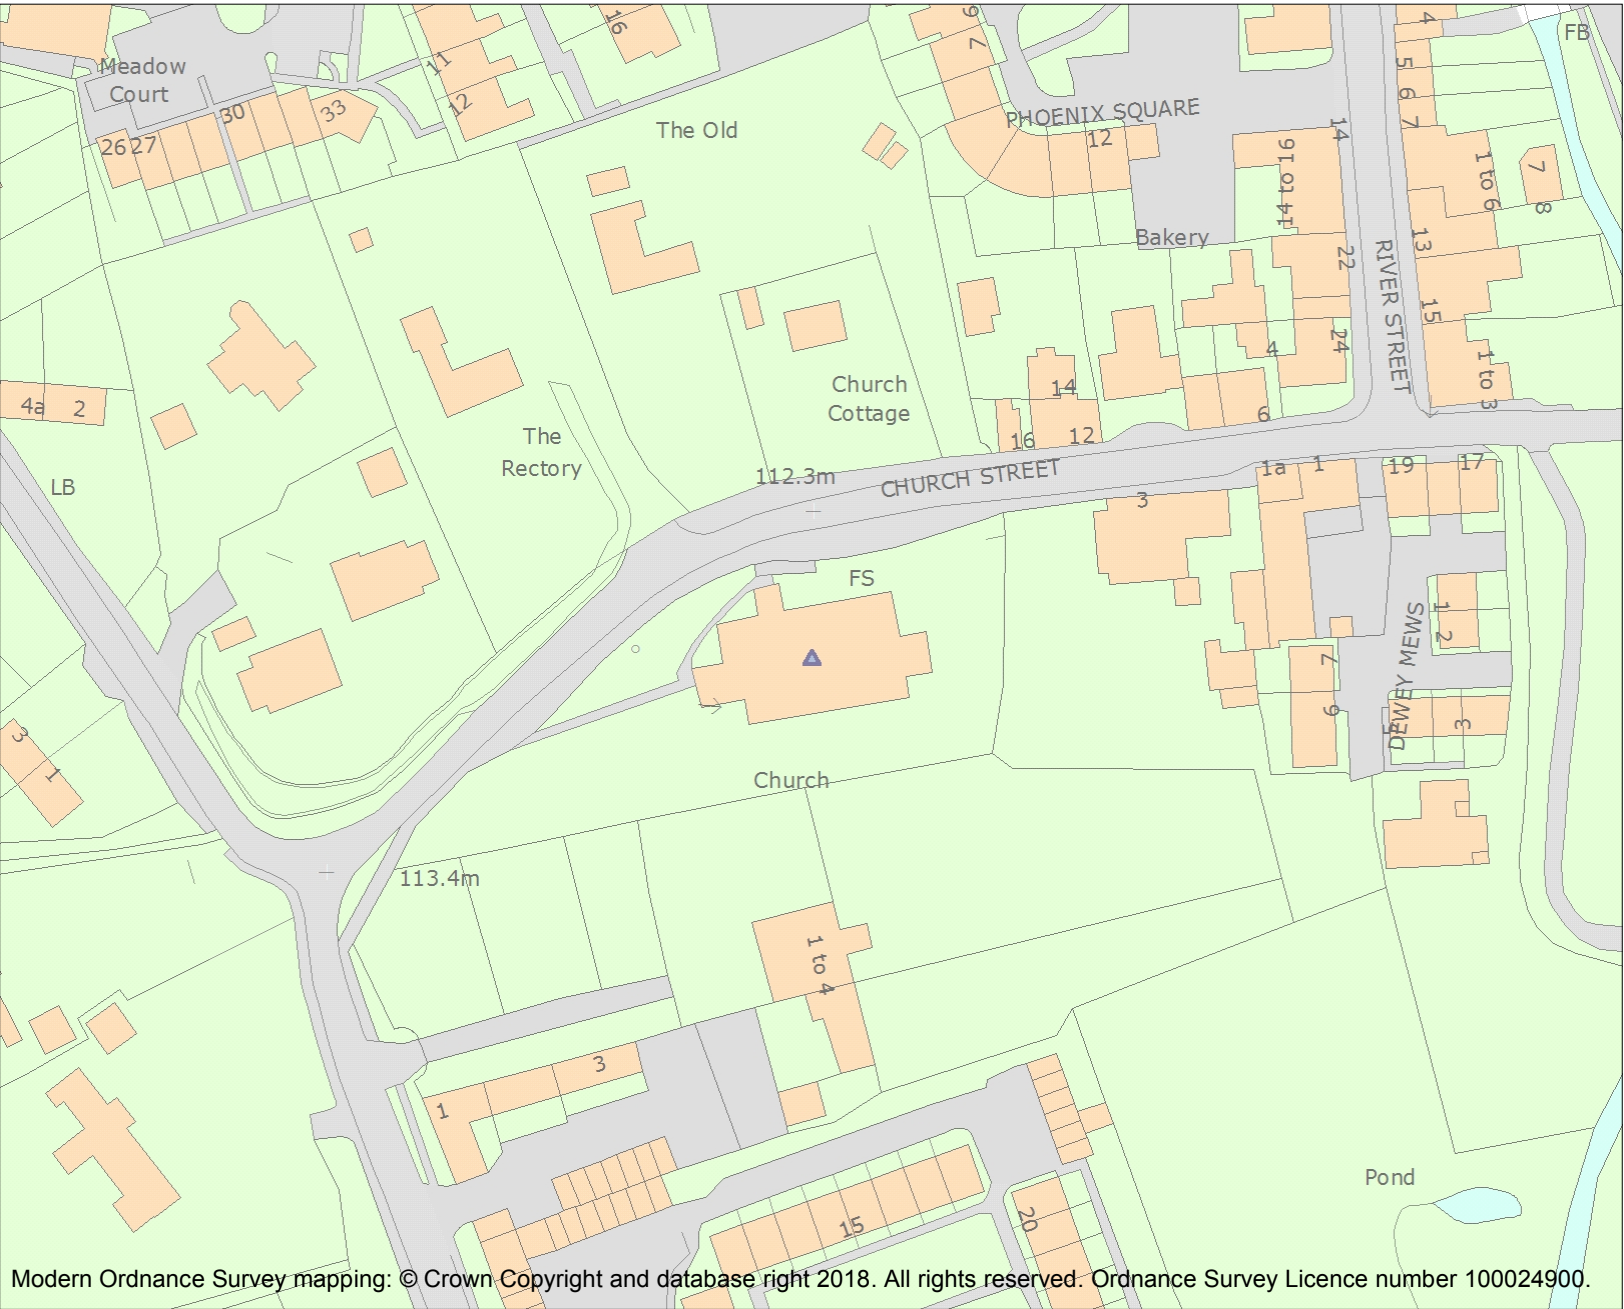 16
9
7
4
FB
Meadow
Court
11
12
5
6
7
30
33
The Old
PHOENIX SQUARE
12
14
26 27
14 to 16
1 to 6
7
8
Bakery
13
22
RIVER STREET
15
24
4
1 to 3
4a
2
Church
Cottage
14
6
The
Rectory
16
12
112.3m
CHURCH STREET
1a
1
19
17
LB
3
FS
1
2
DEWEY MEWS
7
6
5
3
3
1
Church
113.4m
1 to 4
3
1
Pond
15
20
Modern Ordnance Survey mapping: © Crown Copyright and database right 2018. All rights reserved. Ordnance Survey Licence number 100024900.